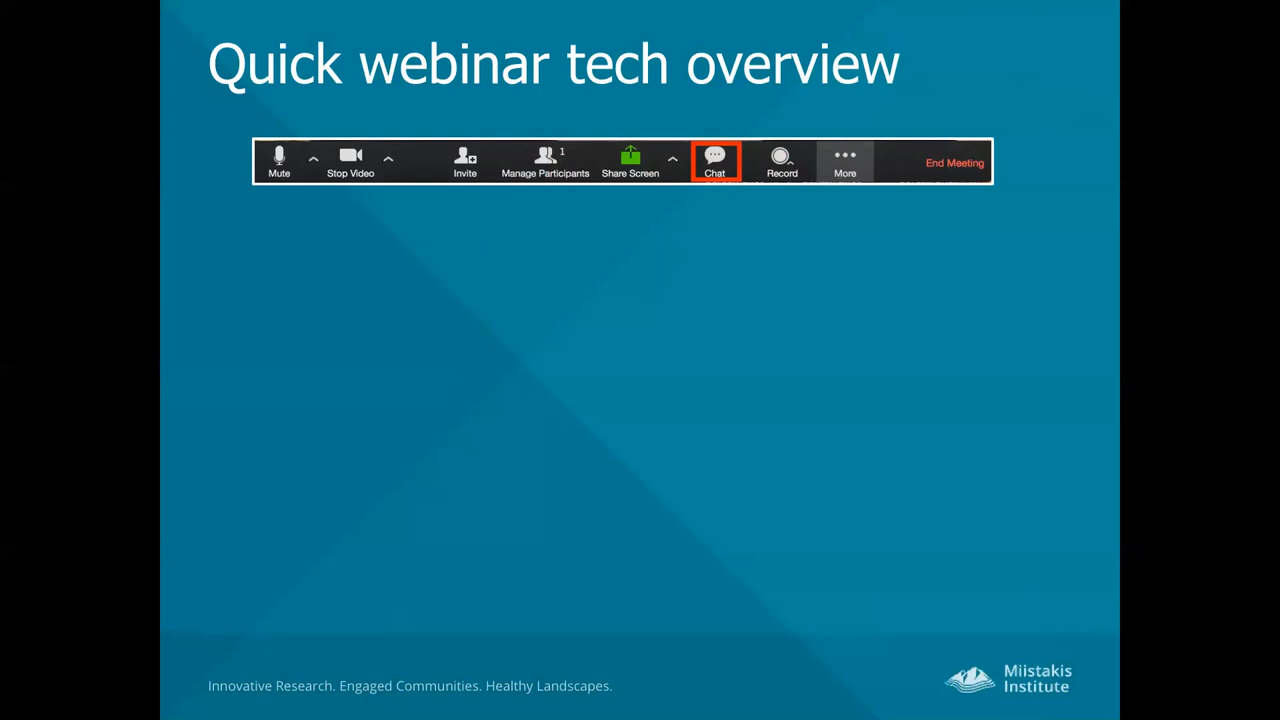 Quick webinar tech overview
1
Mute Stop Video Invite Manage Participants Share Screen Chat Record More End Meeting
Innovative Research. Engaged Communities. Healthy Landscapes.
Miistakis
Institute